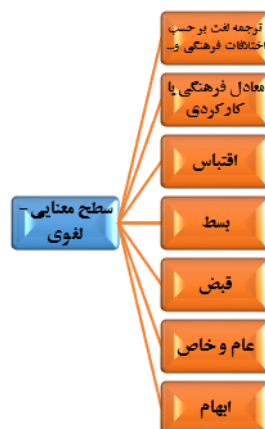 ترجمه لغت بر حسب
اختلافات فرهنگی و...
معادل فرهنگی یا
کارکردی
اقتباس
سطح معنایی-
لغوی
بسط
قبض
عام و خاص
ابهام